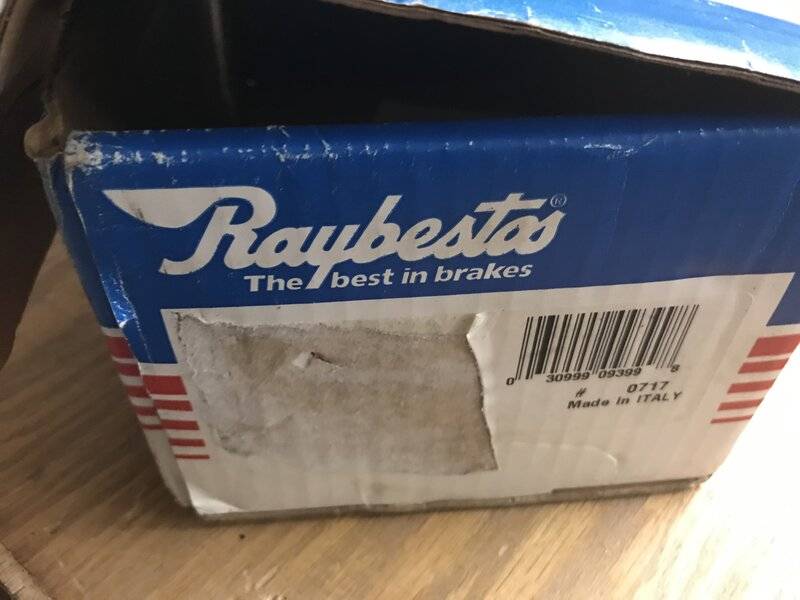 Raybestos®
The best in brakes
0 30999 09399 8
# 0717
Made in ITALY